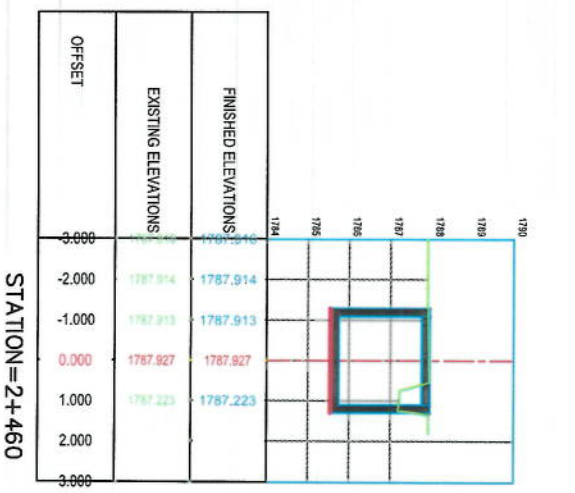 OFFSET
EXISTING ELEVATIONS
FINISHED ELEVATIONS
1784
1785
1786
1787
1788
1789
1790
-3.000
-2.000 1787.914 1787.914
-1.000 1787.913 1787.913
0.000 1787.927 1787.927
1.000 1787.223 1787.223
2.000
3.000
STATION=2+460